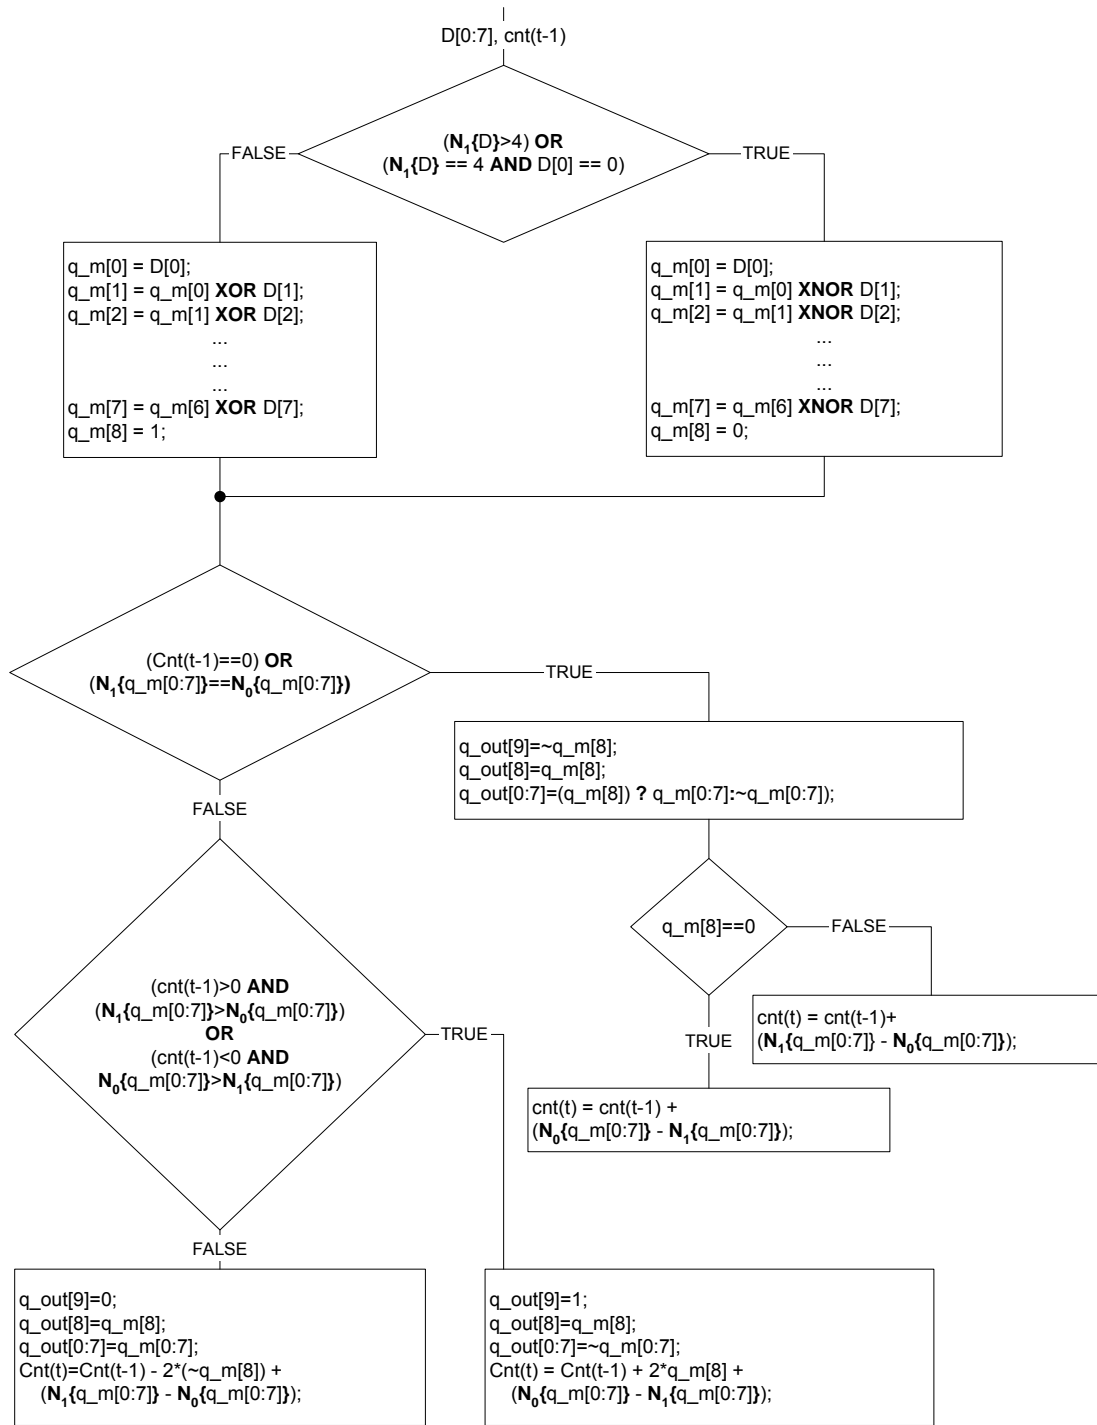 D[0:7], cnt(t-1)
(N1{D}>4) OR
(N1{D} == 4 AND D[0] == 0)
FALSE
TRUE
q_m[0] = D[0];
q_m[1] = q_m[0] XOR D[1];
q_m[2] = q_m[1] XOR D[2];
...
...
...
q_m[7] = q_m[6] XOR D[7];
q_m[8] = 1;
q_m[0] = D[0];
q_m[1] = q_m[0] XNOR D[1];
q_m[2] = q_m[1] XNOR D[2];
...
...
...
q_m[7] = q_m[6] XNOR D[7];
q_m[8] = 0;
(Cnt(t-1)==0) OR
(N1{q_m[0:7]}==N0{q_m[0:7]})
TRUE
FALSE
q_out[9]=~q_m[8];
q_out[8]=q_m[8];
q_out[0:7]=(q_m[8]) ? q_m[0:7]:~q_m[0:7]);
q_m[8]==0
FALSE
TRUE
cnt(t) = cnt(t-1)+
(N1{q_m[0:7]} - N0{q_m[0:7]});
cnt(t) = cnt(t-1) +
(N0{q_m[0:7]} - N1{q_m[0:7]});
(cnt(t-1)>0 AND
(N1{q_m[0:7]}>N0{q_m[0:7]})
OR
(cnt(t-1)<0 AND
N0{q_m[0:7]}>N1{q_m[0:7]})
TRUE
FALSE
q_out[9]=0;
q_out[8]=q_m[8];
q_out[0:7]=q_m[0:7];
Cnt(t)=Cnt(t-1) - 2*(~q_m[8]) +
(N1{q_m[0:7]} - N0{q_m[0:7]});
q_out[9]=1;
q_out[8]=q_m[8];
q_out[0:7]=~q_m[0:7];
Cnt(t) = Cnt(t-1) + 2*q_m[8] +
(N0{q_m[0:7]} - N1{q_m[0:7]});